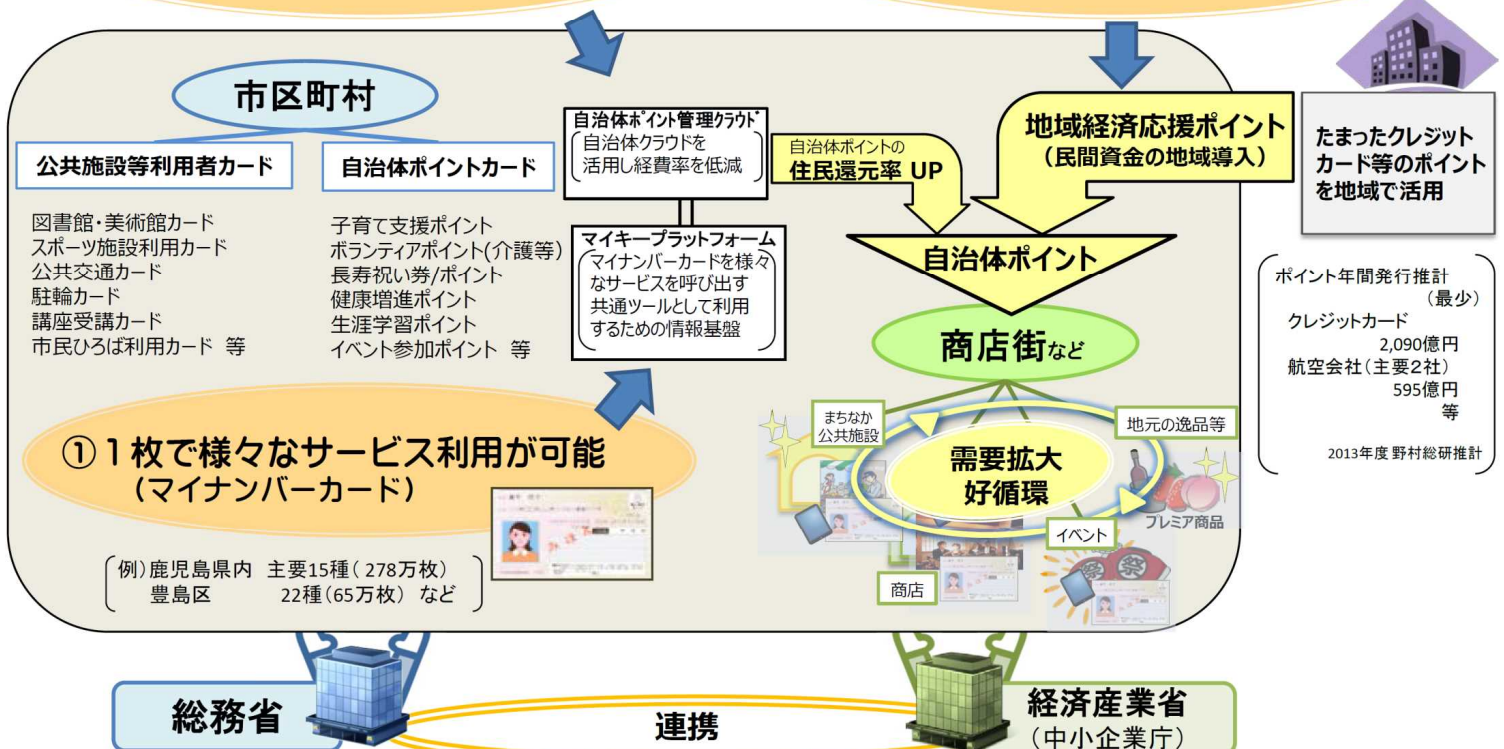 市区町村
公共施設等利用者カード
図書館・美術館カード
スポーツ施設利用カード
公共交通カード
駐輪カード
講座受講カード
市民ひろば利用カード 等
自治体ポイントカード
子育て支援ポイント
ボランティアポイント(介護等)
長寿祝い券/ポイント
健康増進ポイント
生涯学習ポイント
イベント参加ポイント 等
自治体ポイント管理クラウド
自治体クラウドを
活用し経費率を低減
マイキープラットフォーム
マイナンバーカードを様々
なサービスを呼び出す
共通ツールとして利用
するための情報基盤
自治体ポイントの
住民還元率 UP
地域経済応援ポイント
（民間資金の地域導入）
自治体ポイント
商店街など
たまったクレジット
カード等のポイント
を地域で活用
ポイント年間発行推計
（最少）
クレジットカード
2,090億円
航空会社（主要2社）
595億円
等
2013年度 野村総研推計
①１枚で様々なサービス利用が可能
（マイナンバーカード）
例）鹿児島県内 主要15種（278万枚）
豊島区 22種（65万枚） など
まちなか
公共施設
地元の逸品等
需要拡大
好循環
プレミア商品
イベント
商店
祭
祭
総務省
連携
経済産業省
（中小企業庁）